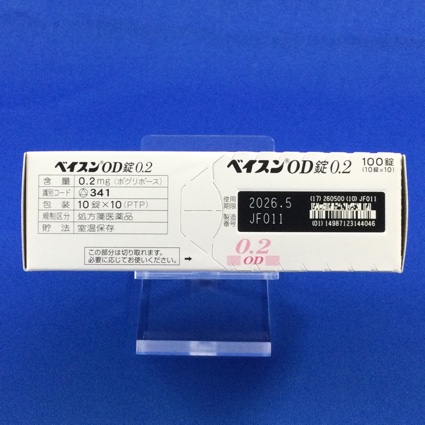 ベイスンOD錠0.2
含量 0.2mg(ボグリボース)
識別コード 341
包装 10錠×10(PTP)
規制区分 処方箋医薬品
貯法 室温保存
この部分は切り取れます。
必要に応じてお使いください。
→
ベイスンOD錠0.2 100錠
(10錠×10)
使用期限 2026.5
製造番号 JF011
(17) 260500 (10) JF011
(01) 14987123144046
0.2
OD